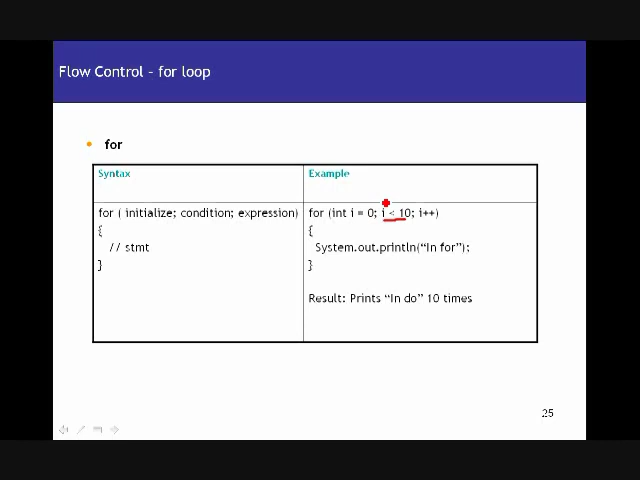 Flow Control – for loop
• for
Syntax
Example
for ( initialize; condition; expression)
{
// stmt
}
for (int i = 0; i < 10; i++)
{
System.out.println(“In for”);
}
Result: Prints “In do” 10 times
25